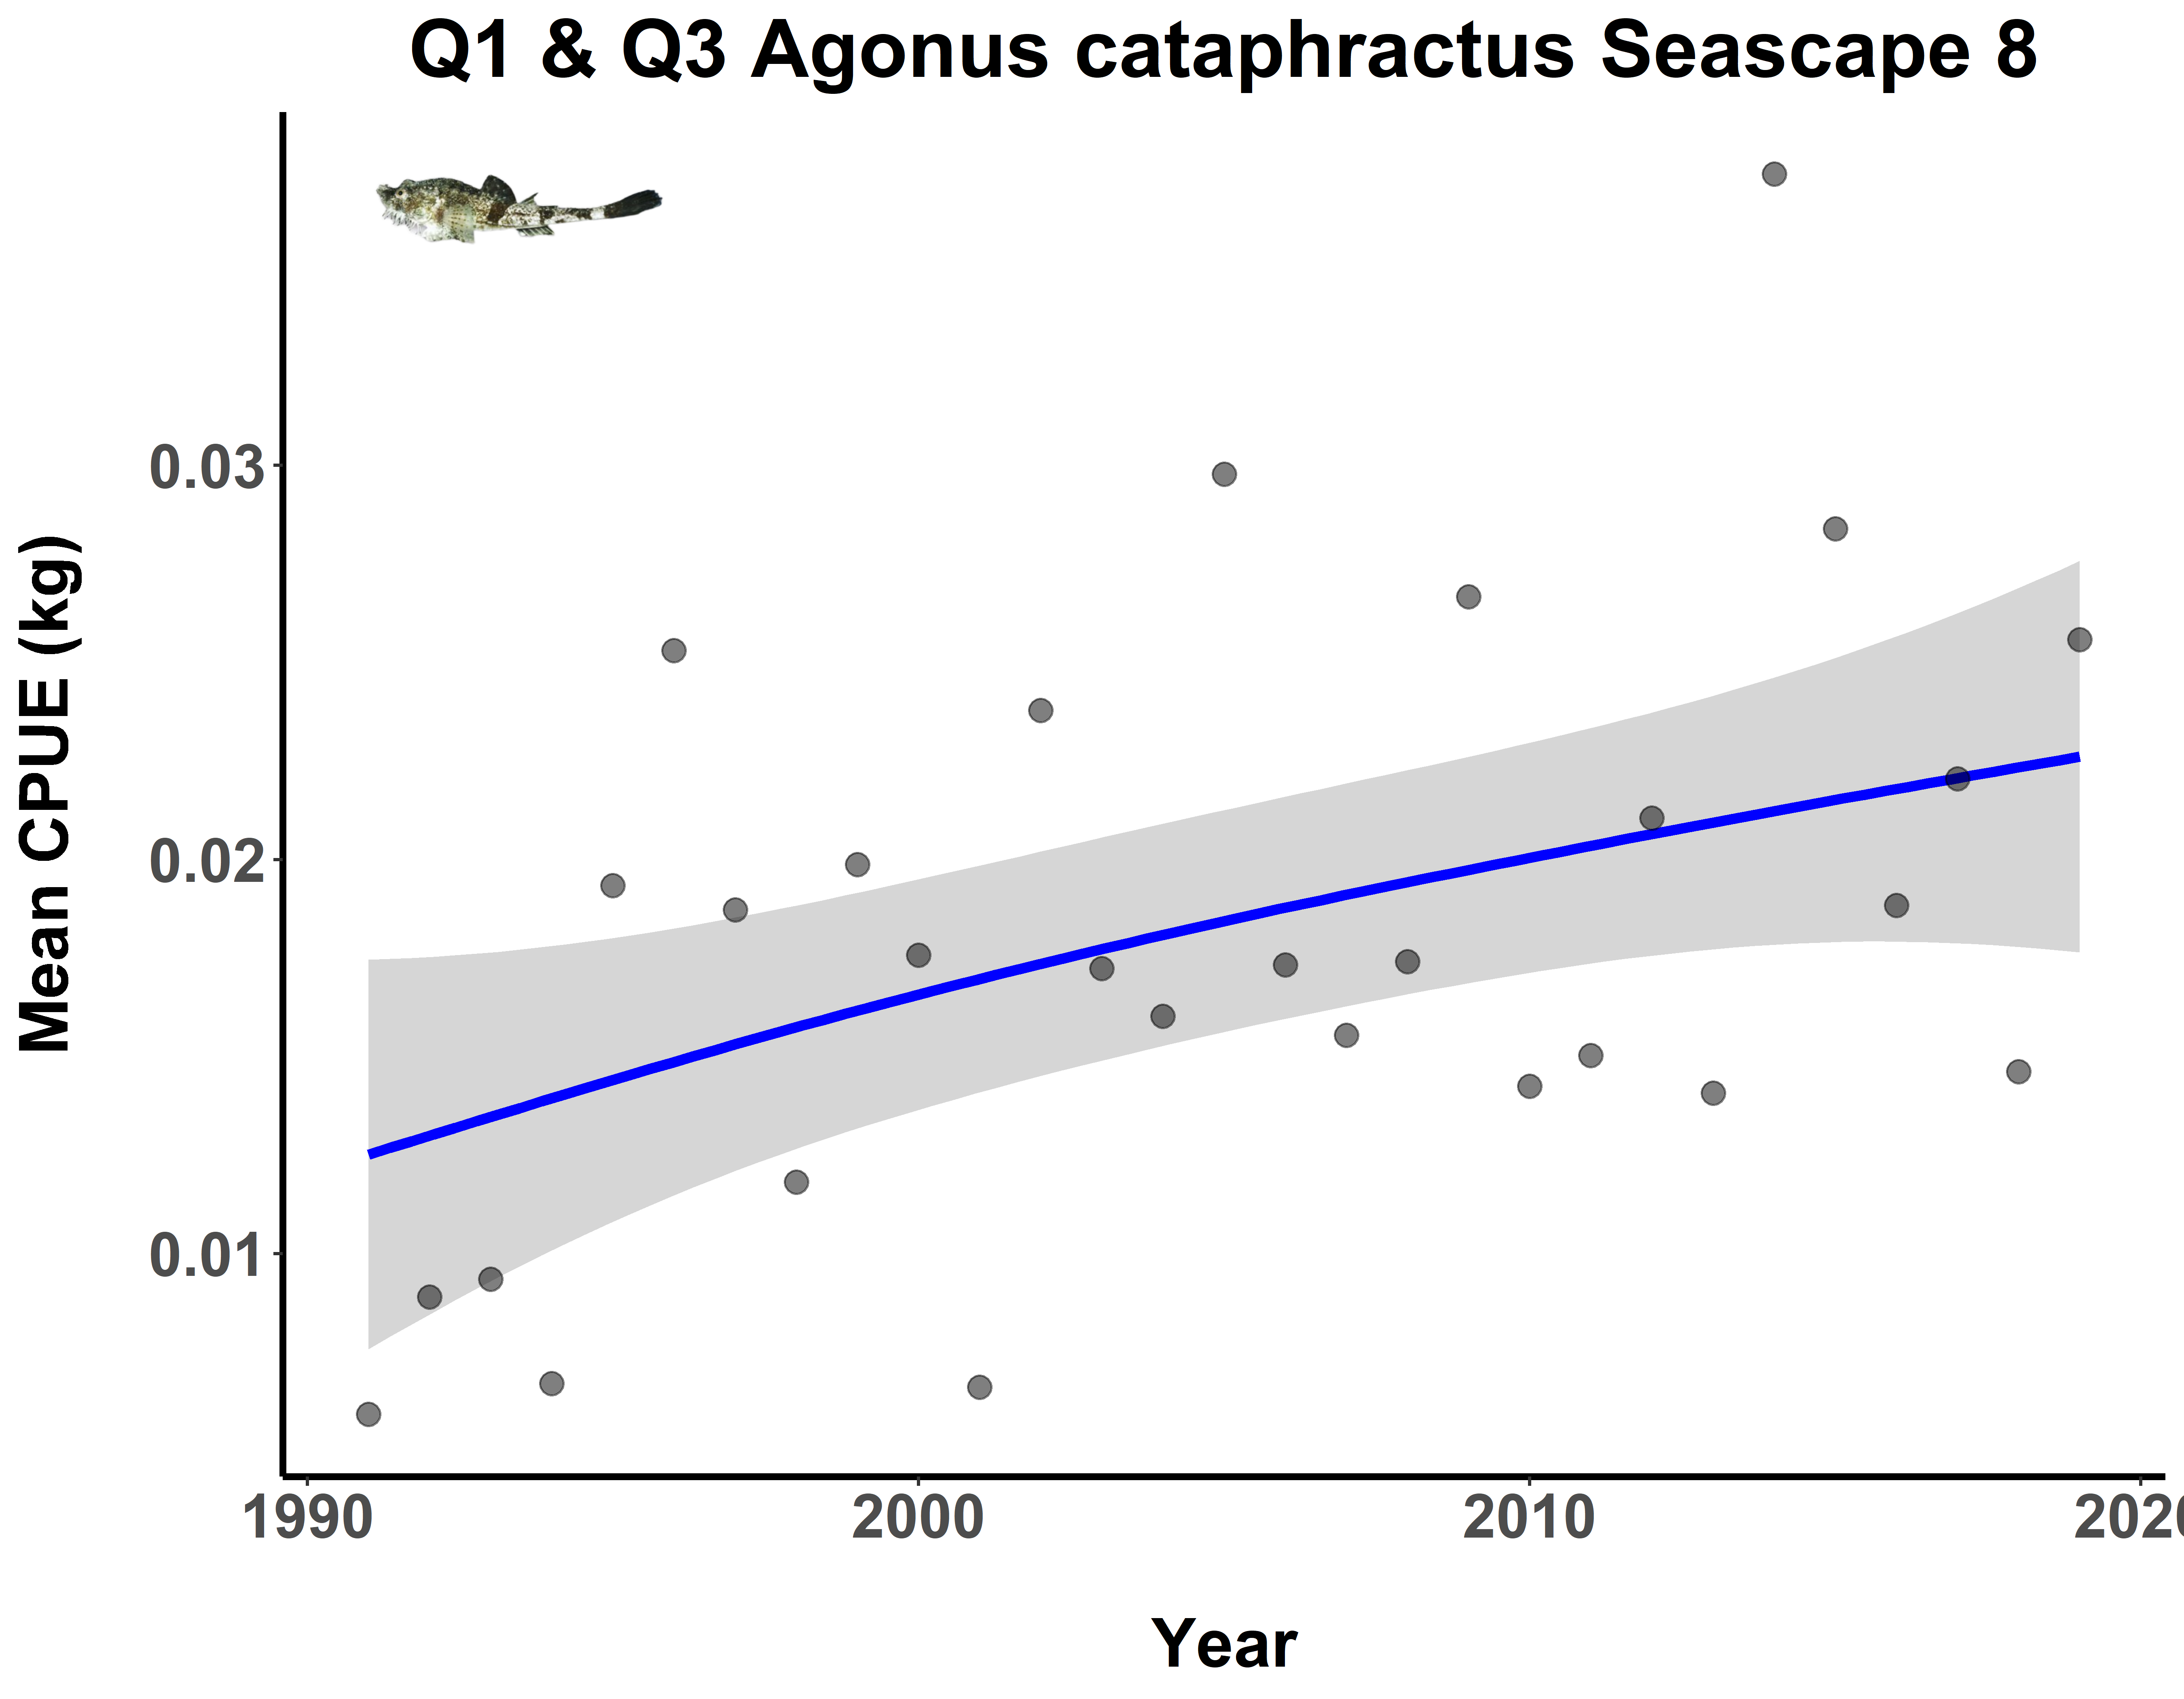 Q1 & Q3 Agonus cataphractus Seascape 8
Mean CPUE (kg)
0.03
0.02
0.01
1990 2000 2010 2020
Year